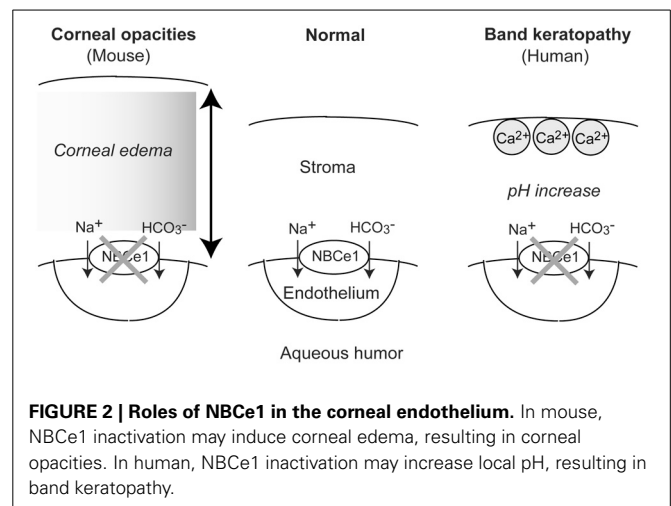 Corneal opacities
(Mouse)
Normal
Band keratopathy
(Human)
Corneal edema
Stroma
Ca2+ Ca2+ Ca2+
pH increase
Na+ HCO3-
NBCe1
Na+ HCO3-
NBCe1
Endothelium
Na+ HCO3-
NBCe1
Aqueous humor
FIGURE 2 | Roles of NBCe1 in the corneal endothelium. In mouse,
NBCe1 inactivation may induce corneal edema, resulting in corneal
opacities. In human, NBCe1 inactivation may increase local pH, resulting in
band keratopathy.